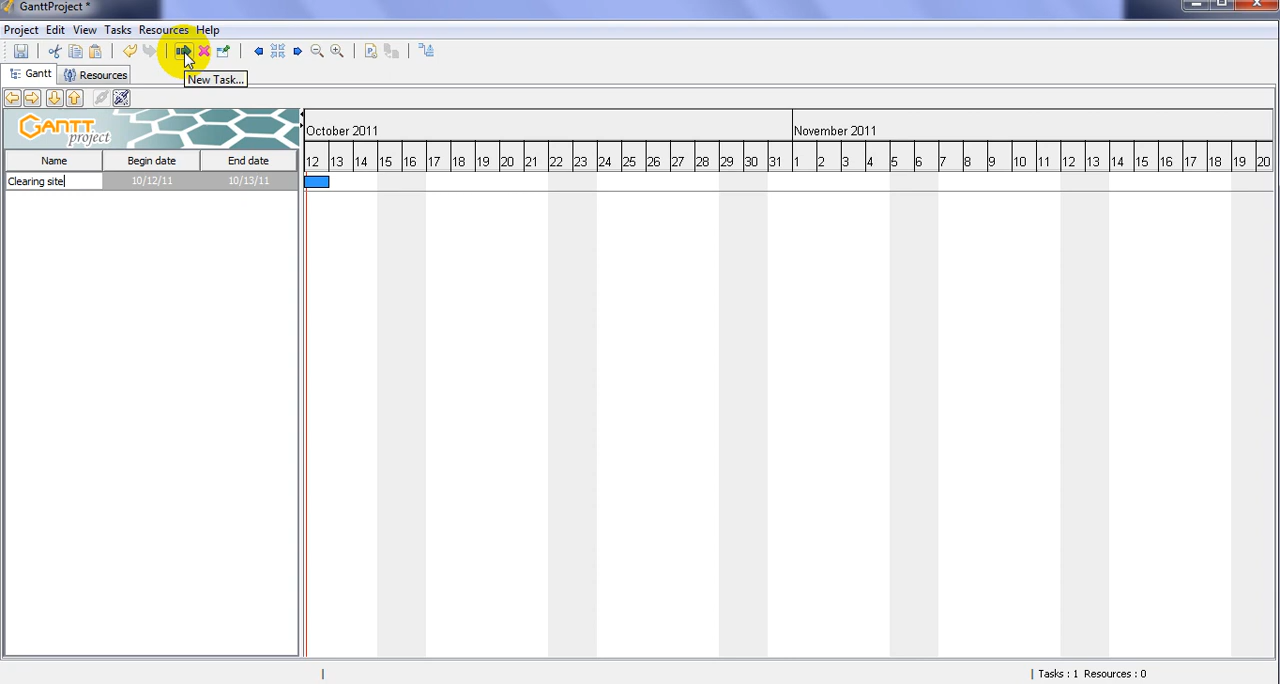 GanttProject *
Project Edit View Tasks Resources Help
New Task...
Gantt Resources
GANTT project
October 2011 November 2011
Name Begin date End date 12 13 14 15 16 17 18 19 20 21 22 23 24 25 26 27 28 29 30 31 1 2 3 4 5 6 7 8 9 10 11 12 13 14 15 16 17 18 19 20
Clearing site 10/12/11 10/13/11
Tasks : 1 Resources : 0